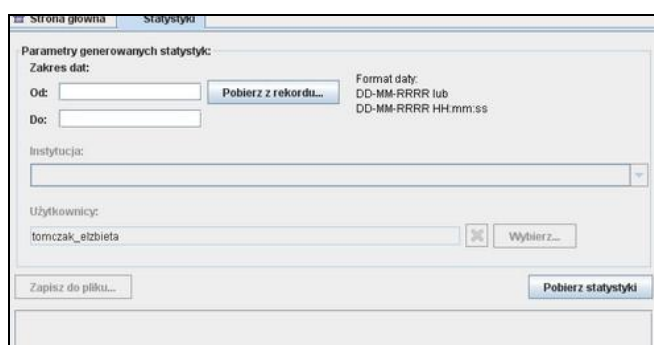 Strona główna Statystyki
Parametry generowanych statystyk:
Zakres dat:
Od: Pobierz z rekordu... Format daty:
DD-MM-RRRR lub
DD-MM-RRRR HH:mm:ss
Do:
Instytucja:
Użytkownicy:
tomczak_elzbieta Wybierz...
Zapisz do pliku... Pobierz statystyki